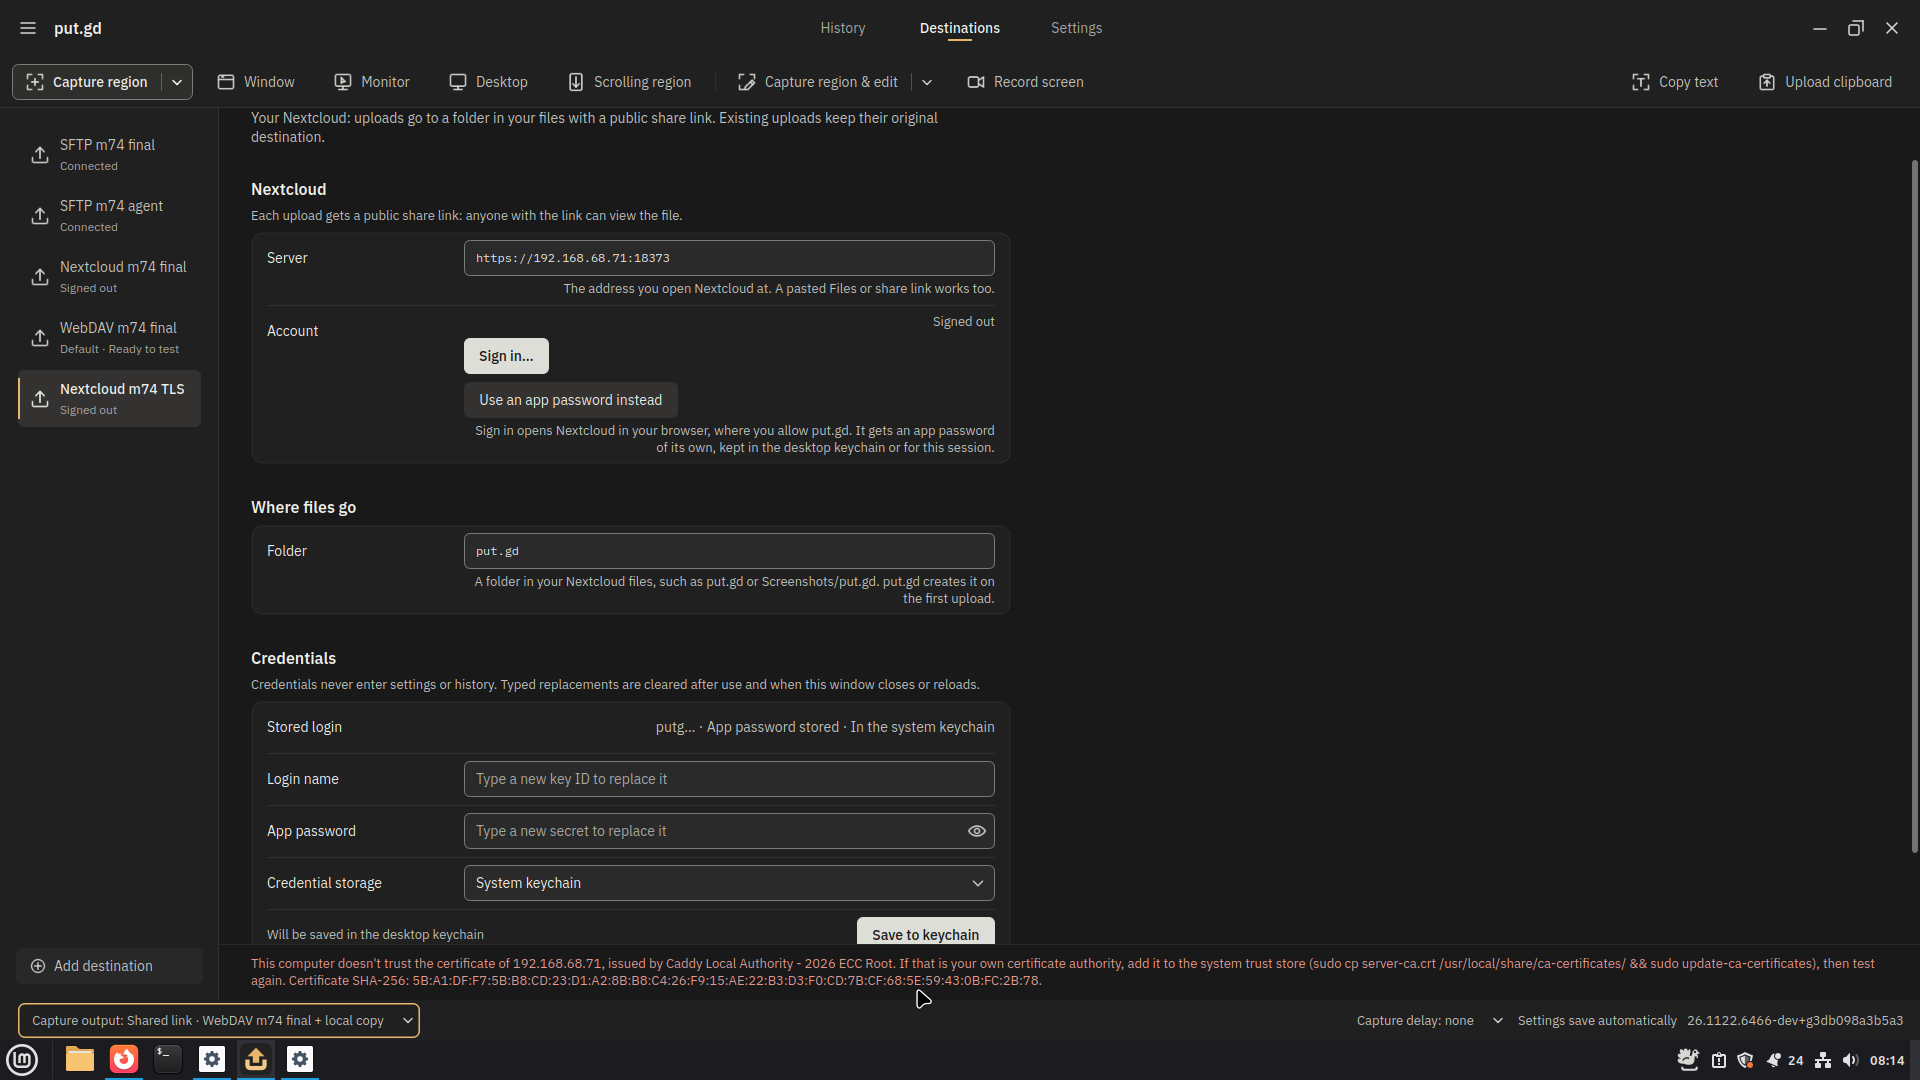 put.gd
History
Destinations
Settings
Capture region
Window
Monitor
Desktop
Scrolling region
Capture region & edit
Record screen
Copy text
Upload clipboard
SFTP m74 final
Connected
SFTP m74 agent
Connected
Nextcloud m74 final
Signed out
WebDAV m74 final
Default · Ready to test
Nextcloud m74 TLS
Signed out
Add destination
Your Nextcloud: uploads go to a folder in your files with a public share link. Existing uploads keep their original
destination.
Nextcloud
Each upload gets a public share link: anyone with the link can view the file.
Server
https://192.168.68.71:18373
The address you open Nextcloud at. A pasted Files or share link works too.
Account
Signed out
Sign in...
Use an app password instead
Sign in opens Nextcloud in your browser, where you allow put.gd. It gets an app password
of its own, kept in the desktop keychain or for this session.
Where files go
Folder
put.gd
A folder in your Nextcloud files, such as put.gd or Screenshots/put.gd. put.gd creates it on
the first upload.
Credentials
Credentials never enter settings or history. Typed replacements are cleared after use and when this window closes or reloads.
Stored login
putg... · App password stored · In the system keychain
Login name
Type a new key ID to replace it
App password
Type a new secret to replace it
Credential storage
System keychain
Will be saved in the desktop keychain
Save to keychain
This computer doesn't trust the certificate of 192.168.68.71, issued by Caddy Local Authority - 2026 ECC Root. If that is your own certificate authority, add it to the system trust store (sudo cp server-ca.crt /usr/local/share/ca-certificates/ && sudo update-ca-certificates), then test
again. Certificate SHA-256: 5B:A1:DF:F7:5B:B8:CD:23:D1:A2:8B:B8:C4:26:F9:15:AE:22:B3:D3:F0:CD:7B:CF:68:5E:59:43:0B:FC:2B:78.
Capture output: Shared link · WebDAV m74 final + local copy
Capture delay: none
Settings save automatically
26.1122.6466-dev+g3db098a3b5a3
24
08:14